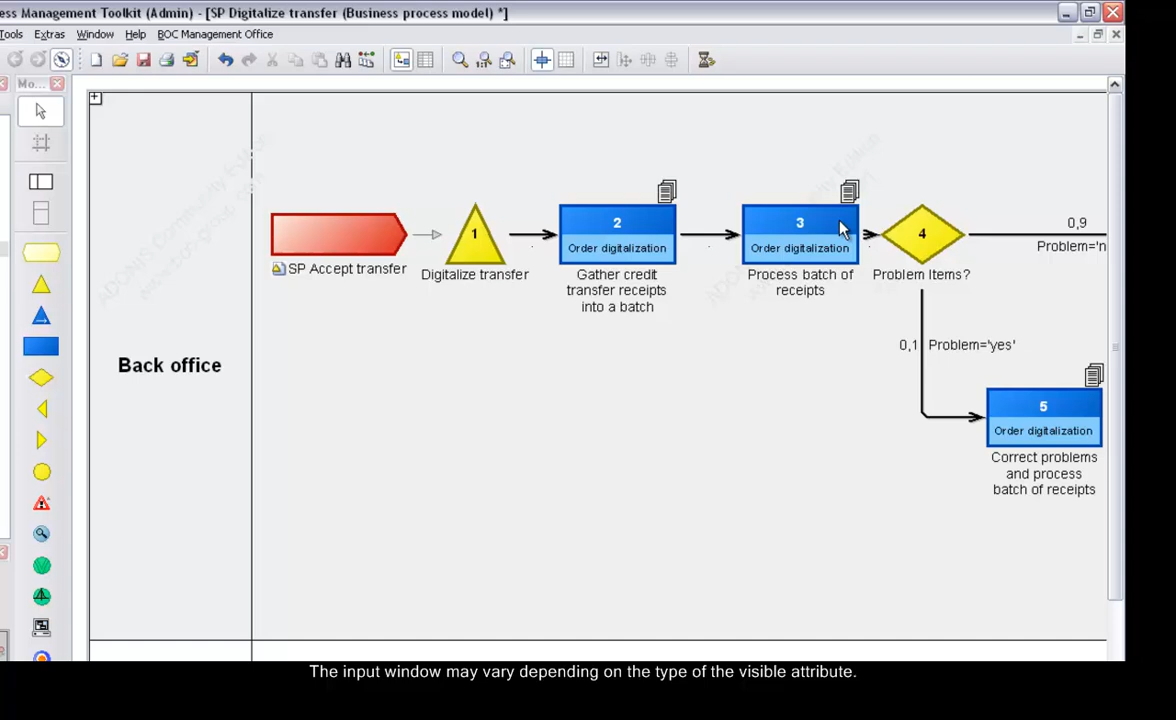 ess Management Toolkit (Admin) - [SP Digitalize transfer (Business process model) *]
Tools Extras Window Help BOC Management Office
Mo...
Back office
SP Accept transfer
1
Digitalize transfer
2
Order digitalization
Gather credit
transfer receipts
into a batch
3
Order digitalization
Process batch of
receipts
4
Problem Items?
0,9
Problem='n
0,1 Problem='yes'
5
Order digitalization
Correct problems
and process
batch of receipts
The input window may vary depending on the type of the visible attribute.